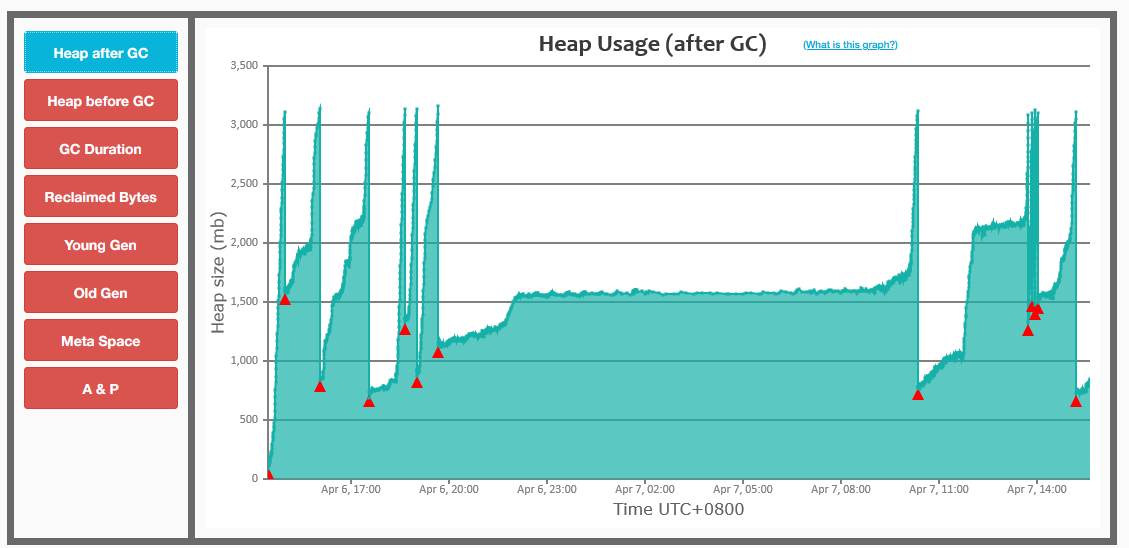 Heap after GC
Heap before GC
GC Duration
Reclaimed Bytes
Young Gen
Old Gen
Meta Space
A & P
Heap Usage (after GC)
(What is this graph?)
Heap size (mb)
3,500
3,000
2,500
2,000
1,500
1,000
500
0
Apr 6, 17:00
Apr 6, 20:00
Apr 6, 23:00
Apr 7, 02:00
Apr 7, 05:00
Apr 7, 08:00
Apr 7, 11:00
Apr 7, 14:00
Time UTC+0800